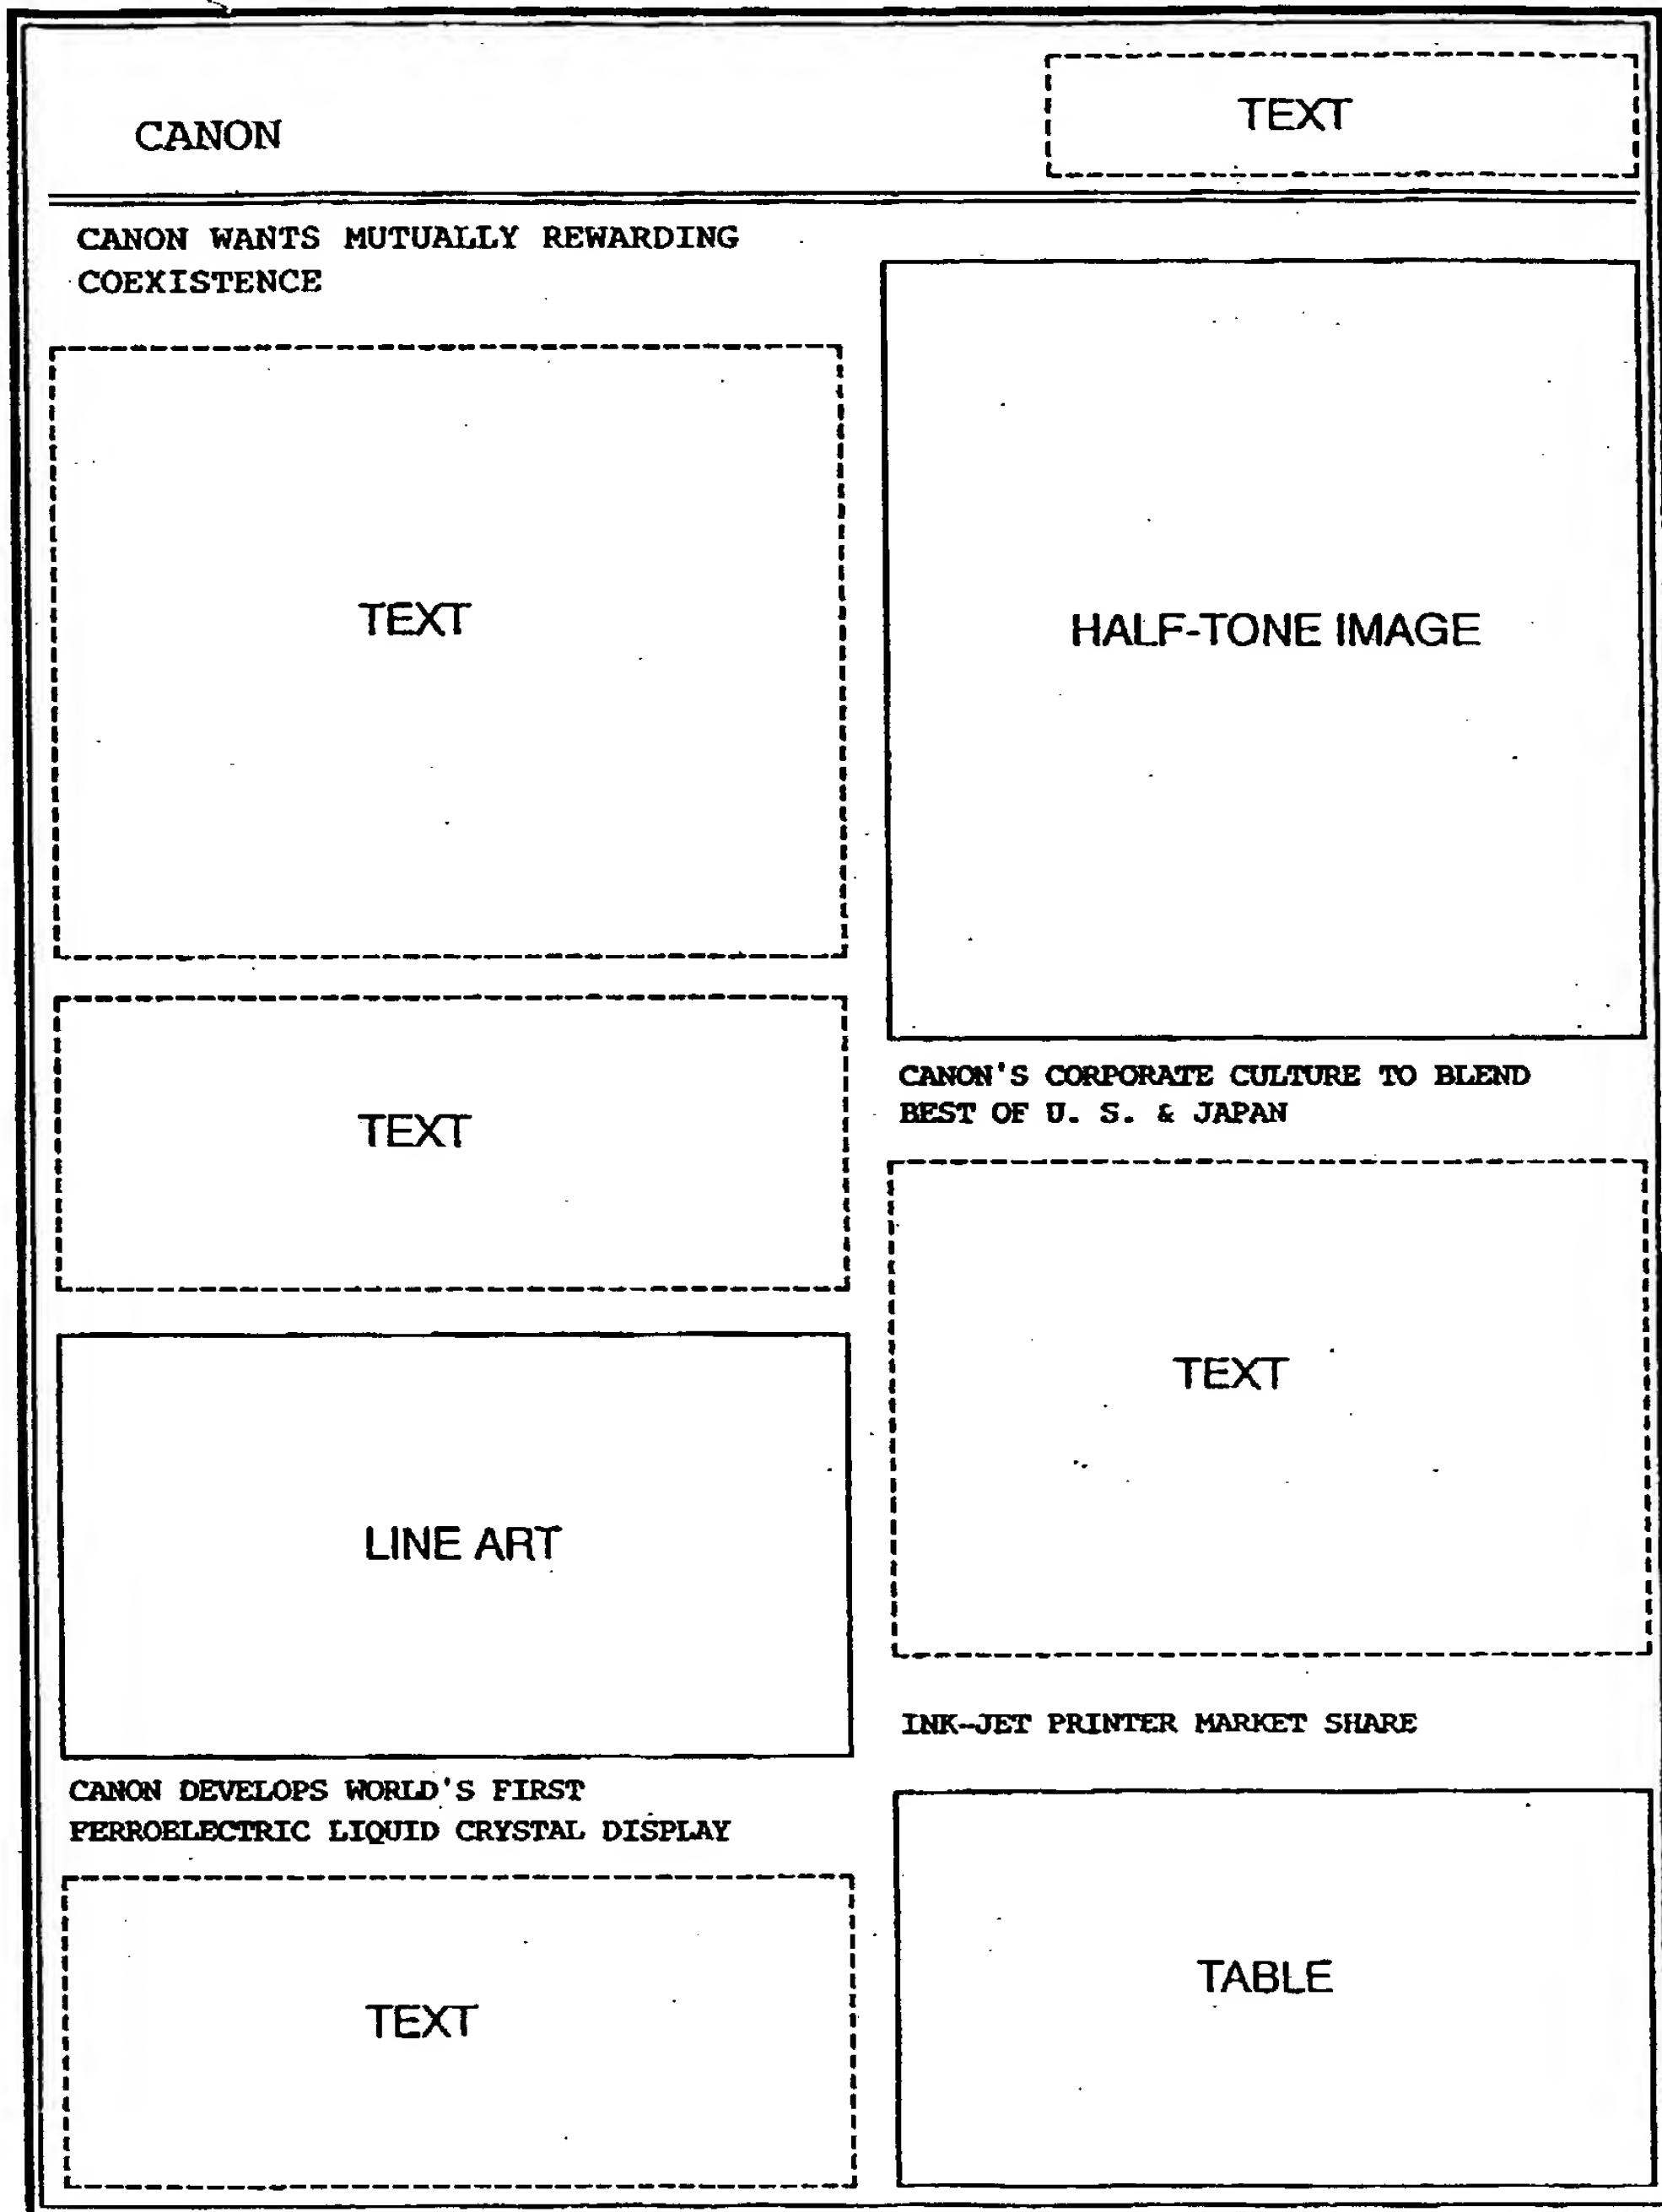 CANON
TEXT
CANON WANTS MUTUALLY REWARDING
COEXISTENCE
TEXT
TEXT
LINE ART
CANON DEVELOPS WORLD'S FIRST
FERROELECTRIC LIQUID CRYSTAL DISPLAY
TEXT
HALF-TONE IMAGE
CANON'S CORPORATE CULTURE TO BLEND
BEST OF U. S. & JAPAN
TEXT
INK-JET PRINTER MARKET SHARE
TABLE